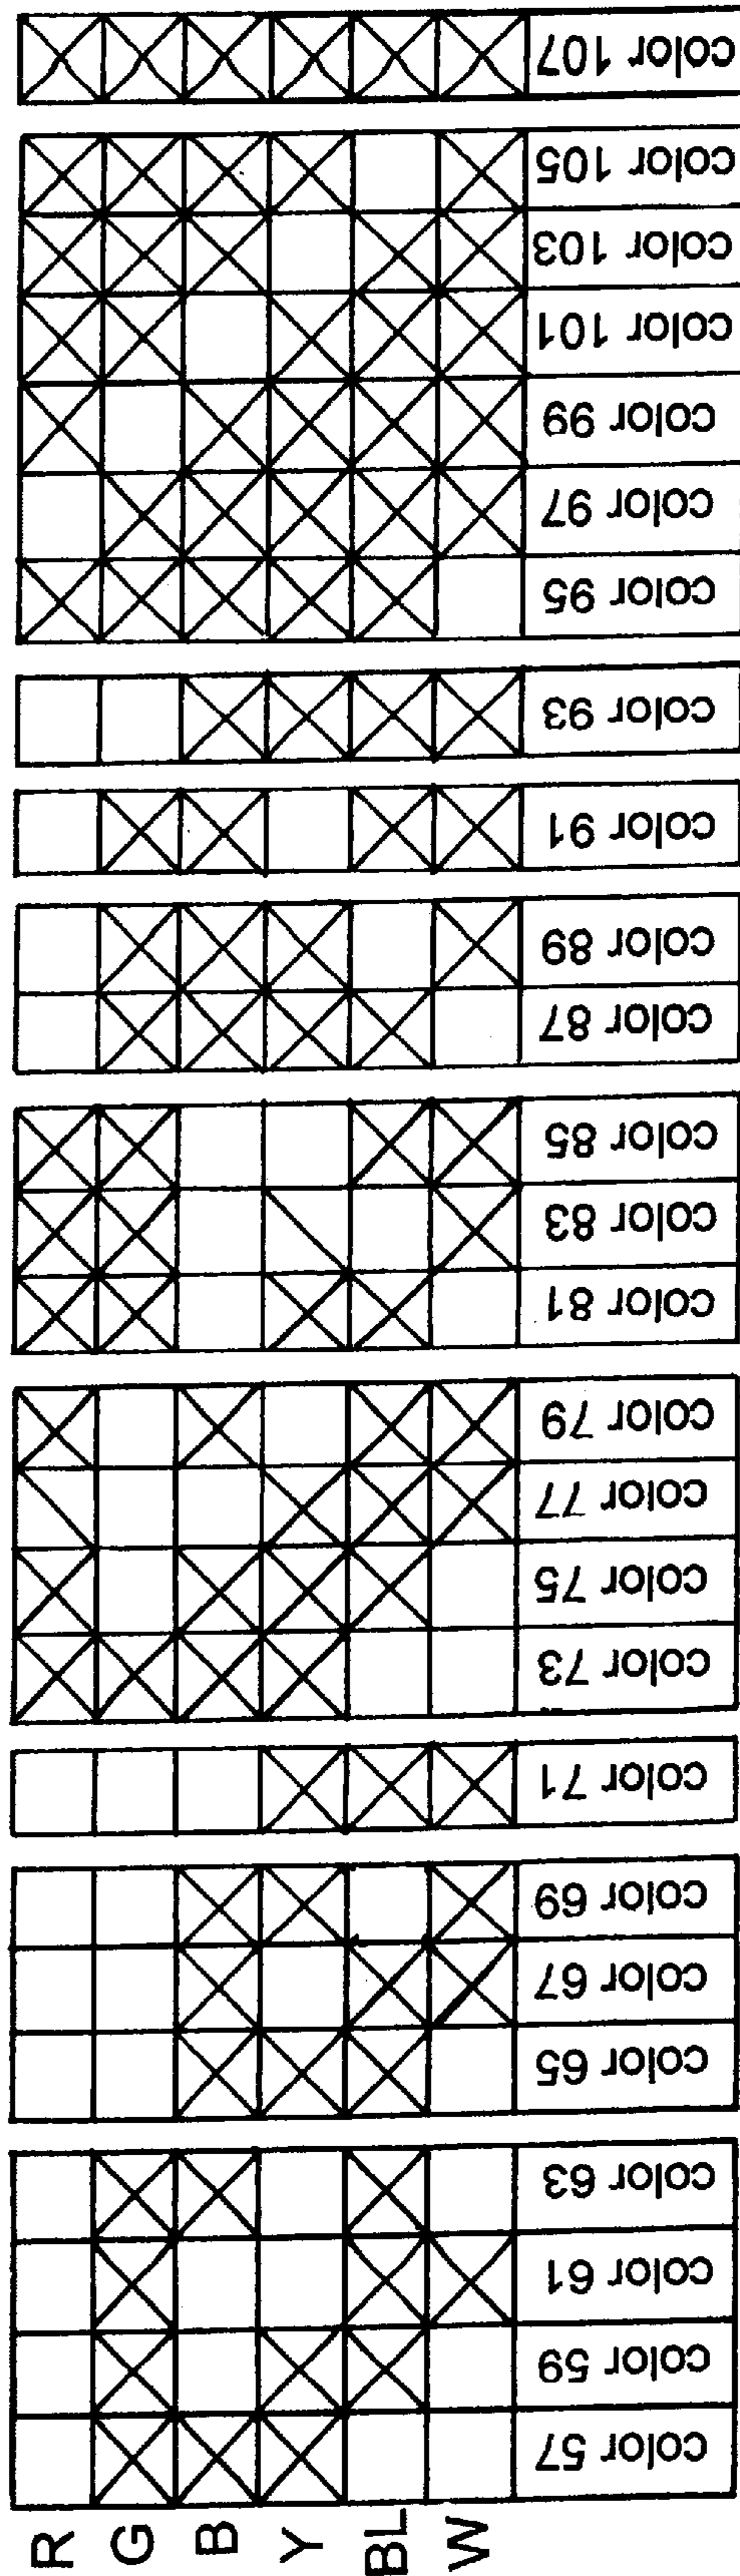 color 107
color 105
color 103
color 101
color 99
color 97
color 95
color 93
color 91
color 89
color 87
color 85
color 83
color 81
color 79
color 77
color 75
color 73
color 71
color 69
color 67
color 65
color 63
color 61
color 59
color 57
R
G
B
Y
BL
W